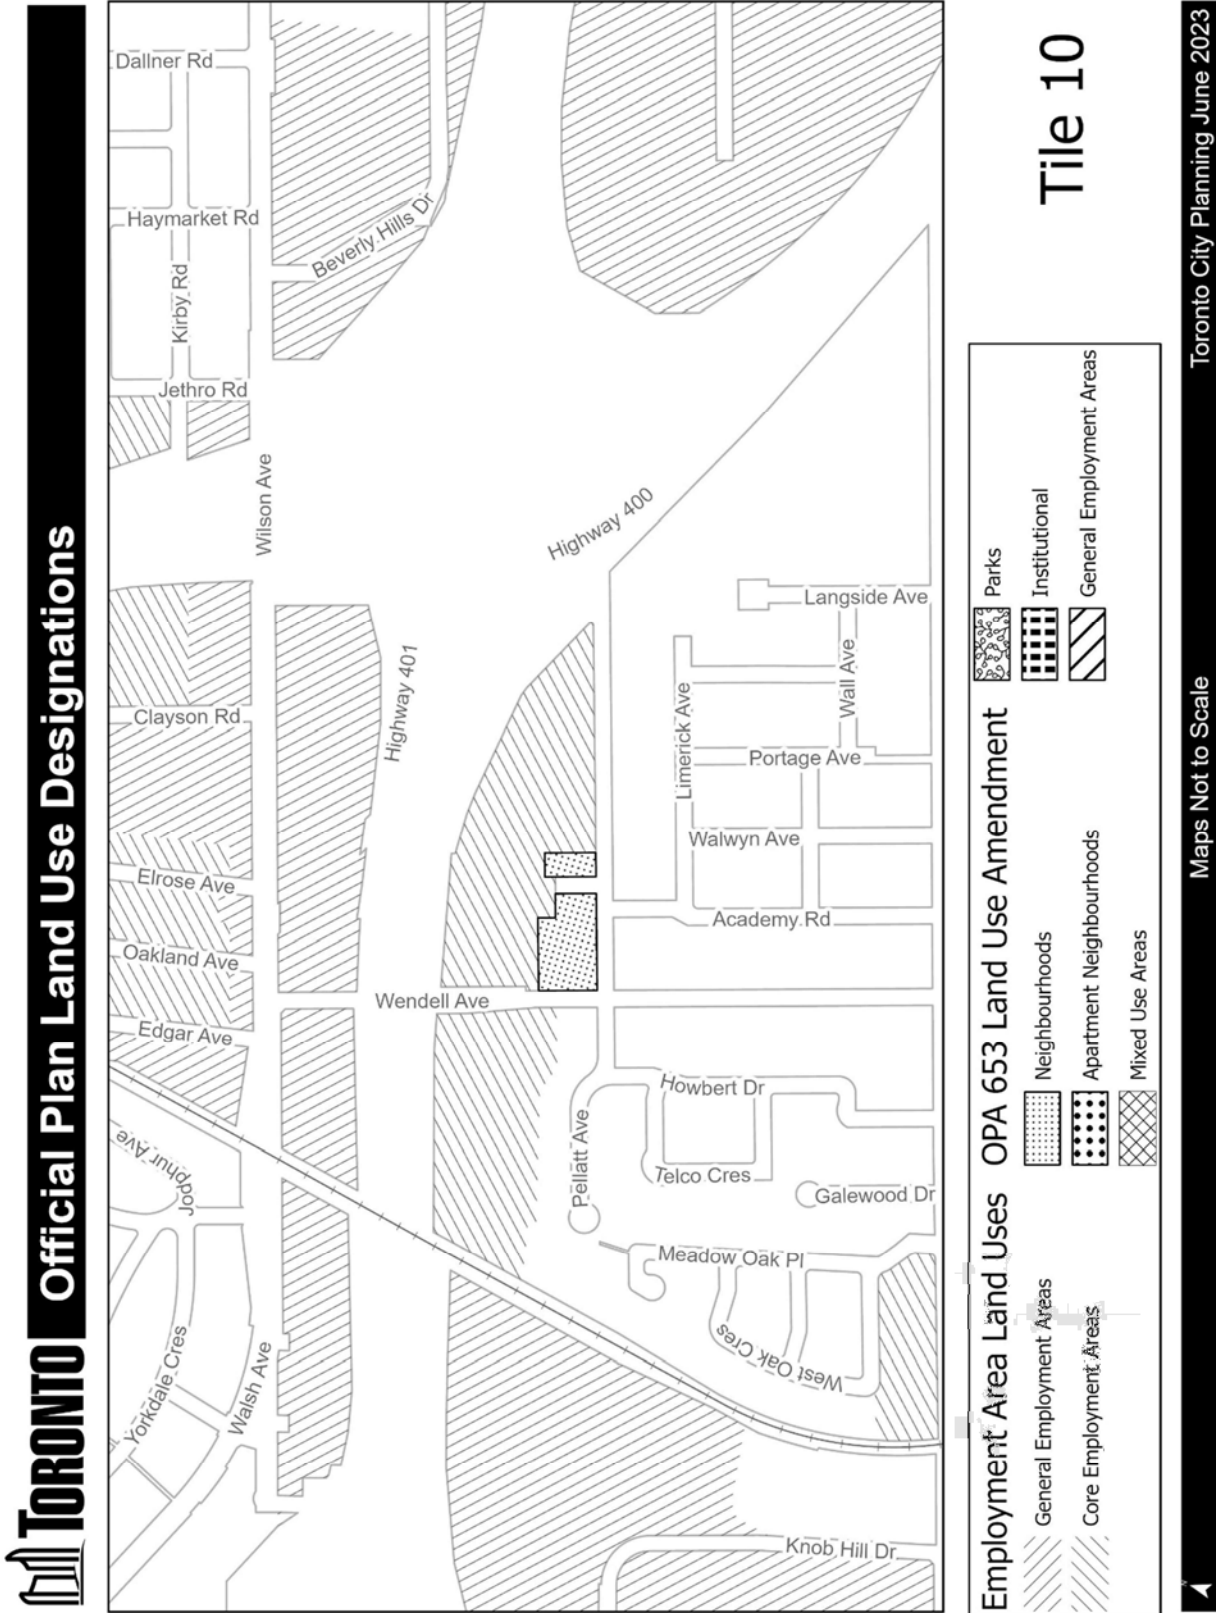 TORONTO Official Plan Land Use Designations
Yorkdale Cres
Walsh Ave
Jodphur Ave
Edgar Ave
Oakland Ave
Elrose Ave
Clayson Rd
Wilson Ave
Jethro Rd
Kirby Rd
Haymarket Rd
Dallner Rd
Beverly Hills Dr
Highway 401
Wendell Ave
Highway 400
Pellatt Ave
Howbert Dr
Telco Cres
Galewood Dr
Meadow Oak Pl
West Oak Cres
Knob Hill Dr
Academy Rd
Walwyn Ave
Limerick Ave
Portage Ave
Wall Ave
Langside Ave
Employment Area Land Uses
General Employment Areas
Core Employment Areas
OPA 653 Land Use Amendment
Neighbourhoods
Apartment Neighbourhoods
Mixed Use Areas
Parks
Institutional
General Employment Areas
Tile 10
Maps Not to Scale
Toronto City Planning June 2023